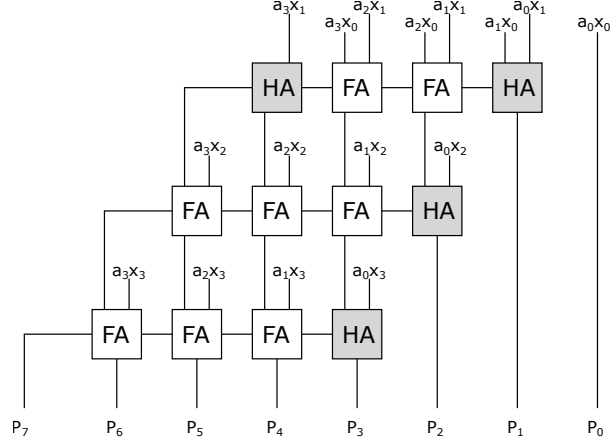 a₃x₁ a₂x₁ a₁x₁ a₀x₁
a₃x₀ a₂x₀ a₁x₀ a₀x₀
HA FA FA HA
a₃x₂ a₂x₂ a₁x₂ a₀x₂
FA FA FA HA
a₃x₃ a₂x₃ a₁x₃ a₀x₃
FA FA FA HA
P₇ P₆ P₅ P₄ P₃ P₂ P₁ P₀